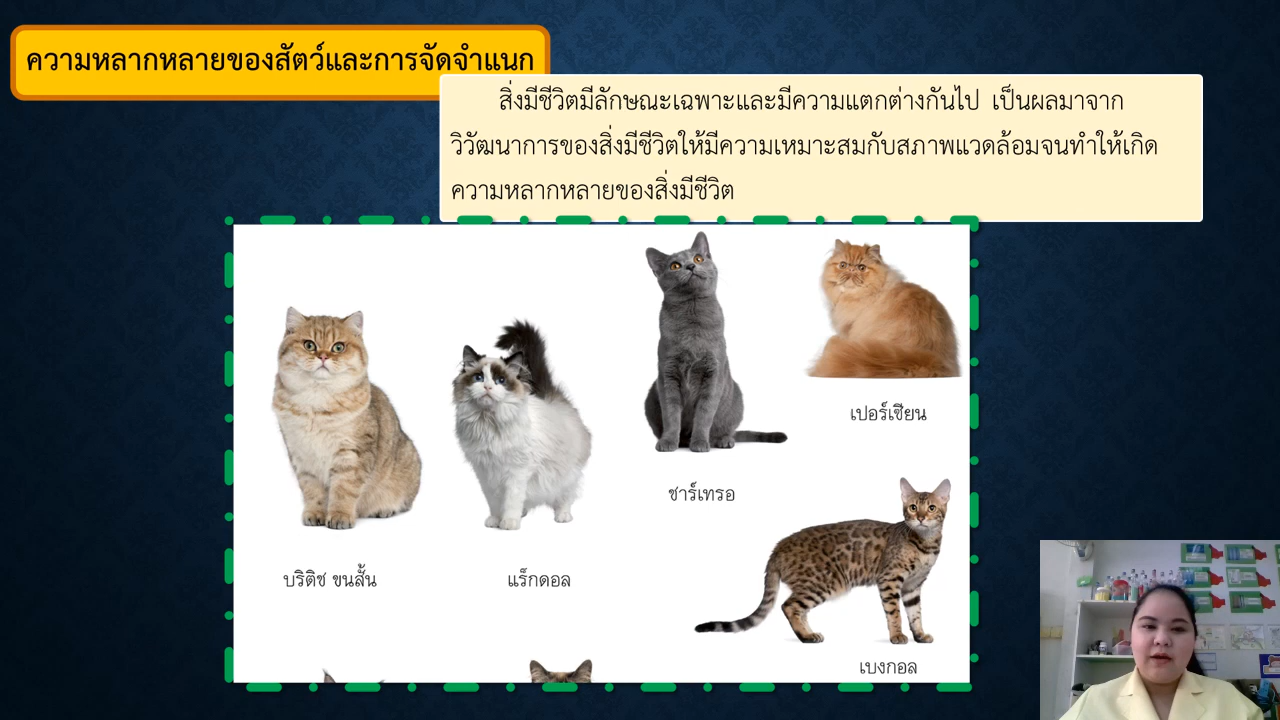 ความหลากหลายของสัตว์และการจัดจำแนก
สิ่งมีชีวิตมีลักษณะเฉพาะและมีความแตกต่างกันไป เป็นผลมาจาก
วิวัฒนาการของสิ่งมีชีวิตให้มีความเหมาะสมกับสภาพแวดล้อมจนทำให้เกิด
ความหลากหลายของสิ่งมีชีวิต
เปอร์เซียน
ชาร์เทรอ
บริติช ขนสั้น
แร็กดอล
เบงกอล